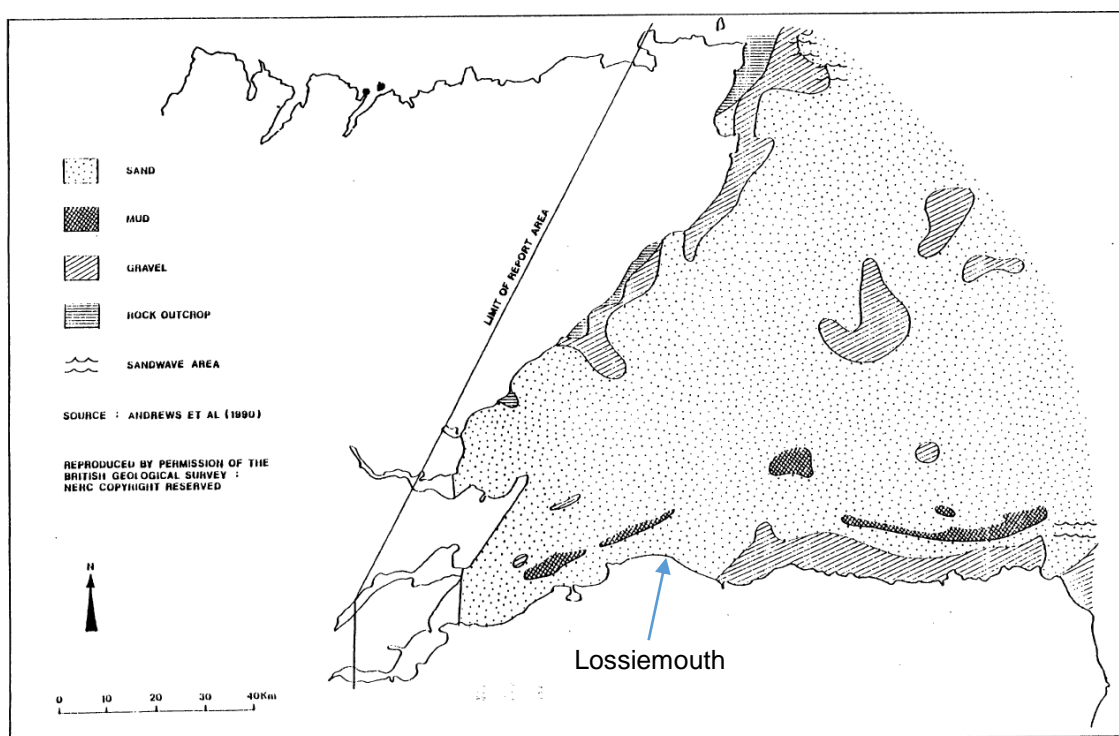 SAND
MUD
GRAVEL
ROCK OUTCROP
SANDWAVE AREA
SOURCE : ANDREWS ET AL (1990)
REPRODUCED BY PERMISSION OF THE
BRITISH GEOLOGICAL SURVEY :
NERC COPYRIGHT RESERVED
LIMIT OF REPORT AREA
N
0 10 20 30 40Km
Lossiemouth